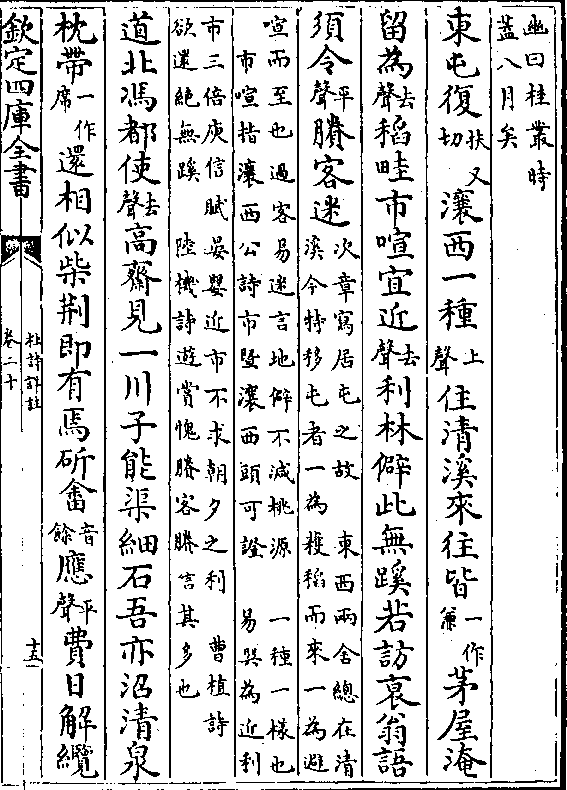 幽曰桂叢時
葢八月矣
東屯復扶又切瀼西一種上聲住清溪來往皆一作兼茅屋淹
留為去聲稻畦市喧宜近去聲利林僻此無蹊若訪衰翁語
須令平聲賸客迷次章寫居屯之故 東西兩舍總在清
溪今特移屯者一為穫稻而來一為避
喧而至也過客易迷言地僻不減桃源 一種一樣也
市喧指瀼西公詩市暨瀼西頭可證 易巽為近利
市三倍庾信賦晏嬰近市不求朝夕之利 曹植詩
欲還絶無蹊 陸機詩遊賞愧賸客賸言其多也
道北馮都使去聲高齋見一川子能渠細石吾亦沼清泉
枕帶一作席還相似柴荆即有焉斫畬音餘應平聲費日解纜
欽定四庫全書
杜詩詳註
卷二十
十五